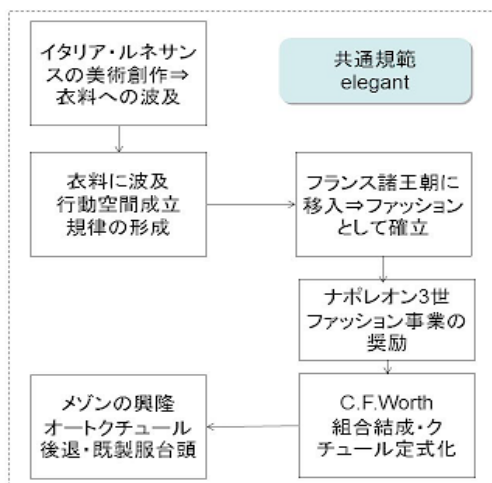 イタリア・ルネサン
スの美術創作⇒
衣料への波及
共通規範
elegant
衣料に波及
行動空間成立
規律の形成
フランス諸王朝に
移入⇒ファッション
として確立
ナポレオン3世
ファッション事業の
奨励
C.F.Worth
組合結成・ク
チュール定式化
メゾンの興隆
オートクチュール
後退・既製服台頭